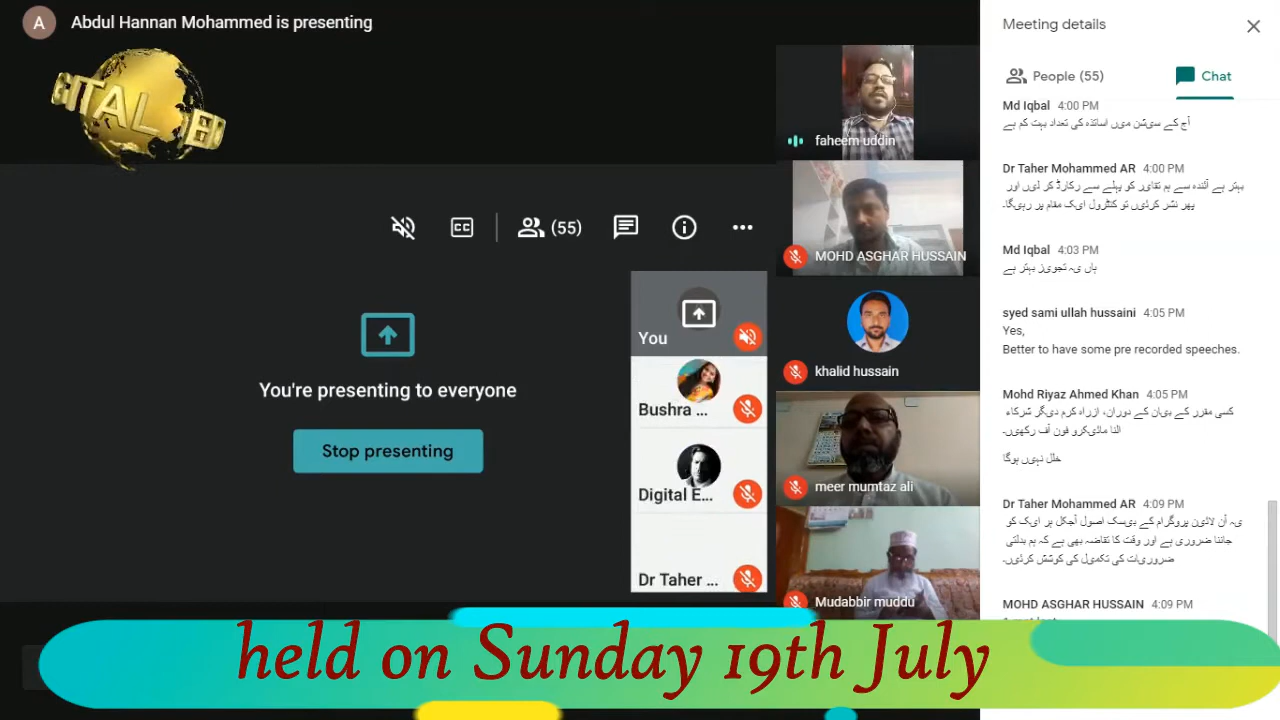 A
Abdul Hannan Mohammed is presenting
(55)
You're presenting to everyone
Stop presenting
You
Bushra ...
Digital E...
Dr Taher ...
faheem uddin
MOHD ASGHAR HUSSAIN
khalid hussain
meer mumtaz ali
Mudabbir muddu
Meeting details
People (55)
Chat
Md Iqbal 4:00 PM
آج کے سیشن میں اساتذہ کی تعداد بہت کم ہے
Dr Taher Mohammed AR 4:00 PM
بہتر ہے آئندہ سے ہم تقایر کو پہلے سے رکارڈ کر لیں اور
پھر نشر کردیں تو کنٹرول ایک مقام پر رہیگا۔
Md Iqbal 4:03 PM
ہاں یہ تجویز بہتر ہے
syed sami ullah hussaini 4:05 PM
Yes,
Better to have some pre recorded speeches.
Mohd Riyaz Ahmed Khan 4:05 PM
کسی مقرر کے بیان کے دوران، ازراہ کرم دیگر شرکاء
النا مائیکرو فون آف رکھیں۔
خلل نہیں ہوگا
Dr Taher Mohammed AR 4:09 PM
یہ آن لائین پروگرام کے بیسک اصول آجکل ہر ایک کو
جاننا ضروری ہے اور وقت کا تقاضہ بھی ہے کہ ہم بدلتی
ضروریات کی تکمیل کی کوشش کردیں۔
MOHD ASGHAR HUSSAIN 4:09 PM
held on Sunday 19th July